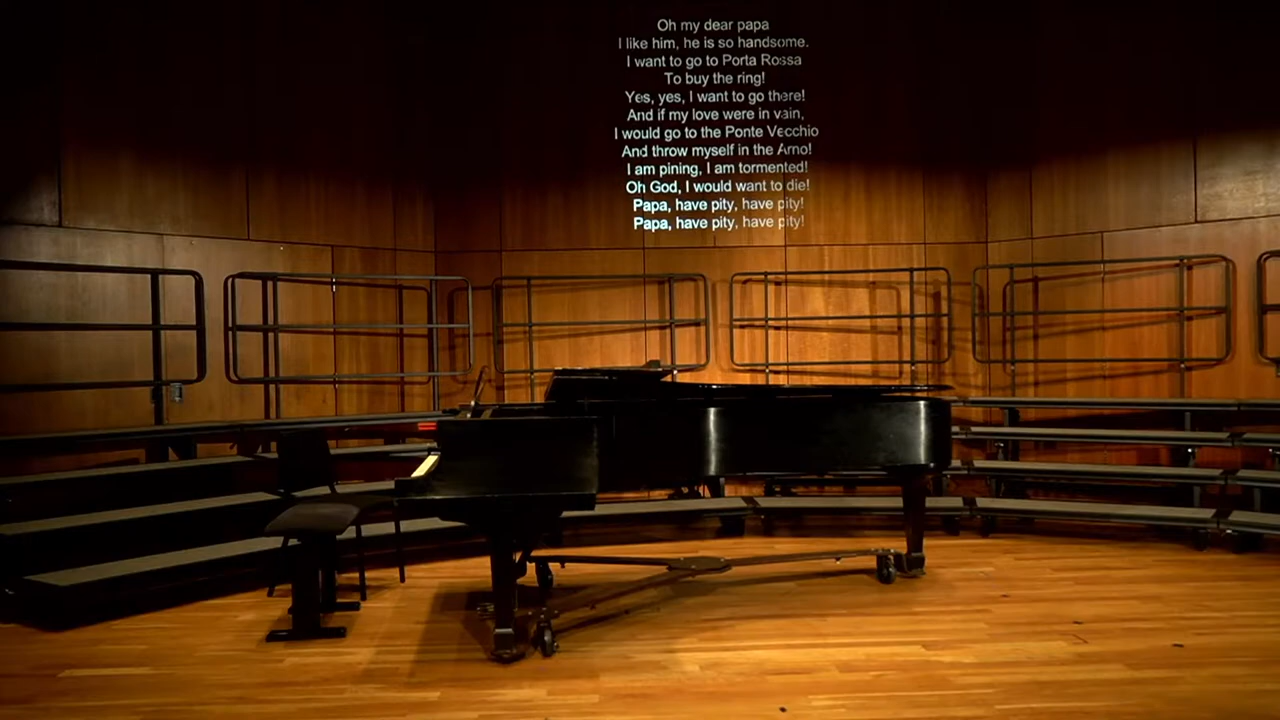 Oh my dear papa
I like him, he is so handsome.
I want to go to Porta Rossa
To buy the ring!
Yes, yes, I want to go there!
And if my love were in vain,
I would go to the Ponte Vecchio
And throw myself in the Arno!
I am pining, I am tormented!
Oh God, I would want to die!
Papa, have pity, have pity!
Papa, have pity, have pity!